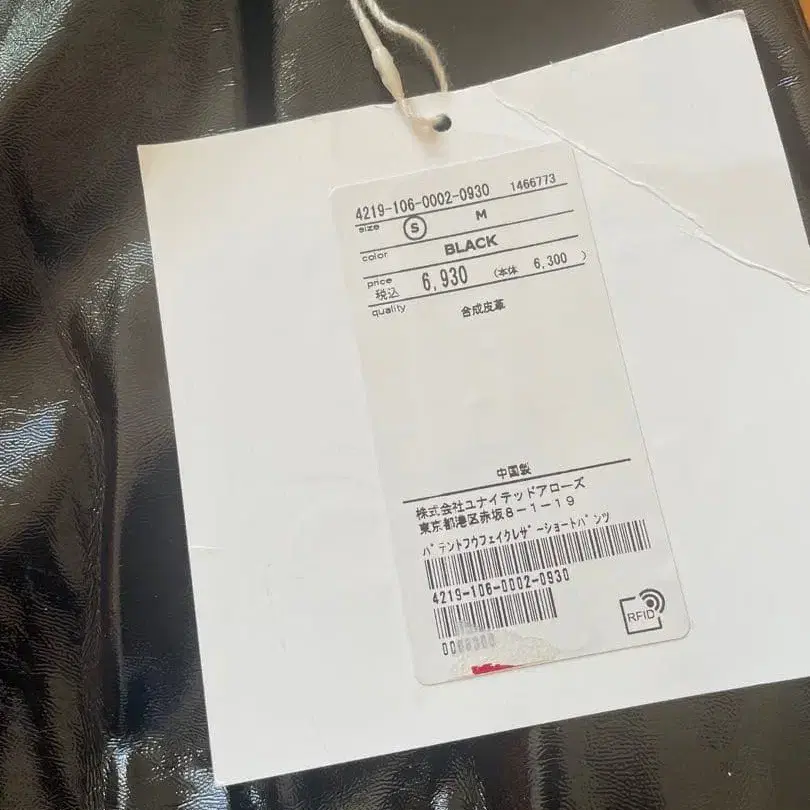 4219-106-0002-0930 1466773
size S M
color BLACK
price 税込 6,930 (本体 6,300 )
quality 合成皮革
中国製
株式会社ユナイテッドアローズ
東京都港区赤坂8-1-19
パテントフウフェイクレザーショートパンツ
4219-106-0002-0930
RFID